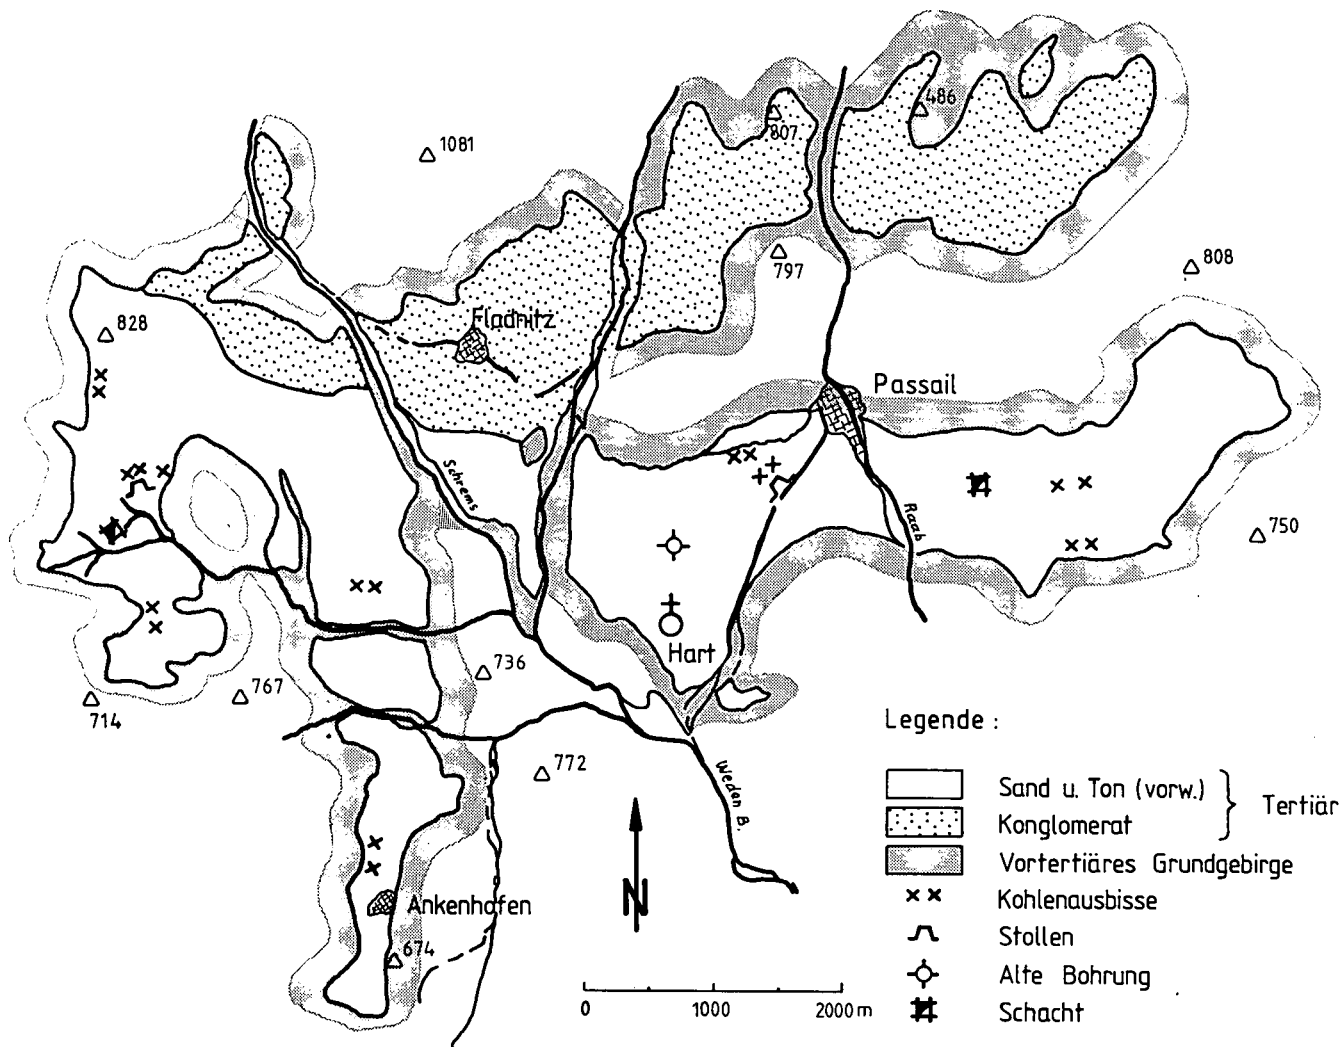 486
1081
807
797
808
828
Fladnitz
Passail
Schrems
Raab
750
Hart
736
767
714
772
Weden B.
Ankenhofen
674
N
0 1000 2000 m
Legende :
Sand u. Ton (vorw.)
Tertiär
Konglomerat
Vortertiäres Grundgebirge
Kohlenausbisse
Stollen
Alte Bohrung
Schacht